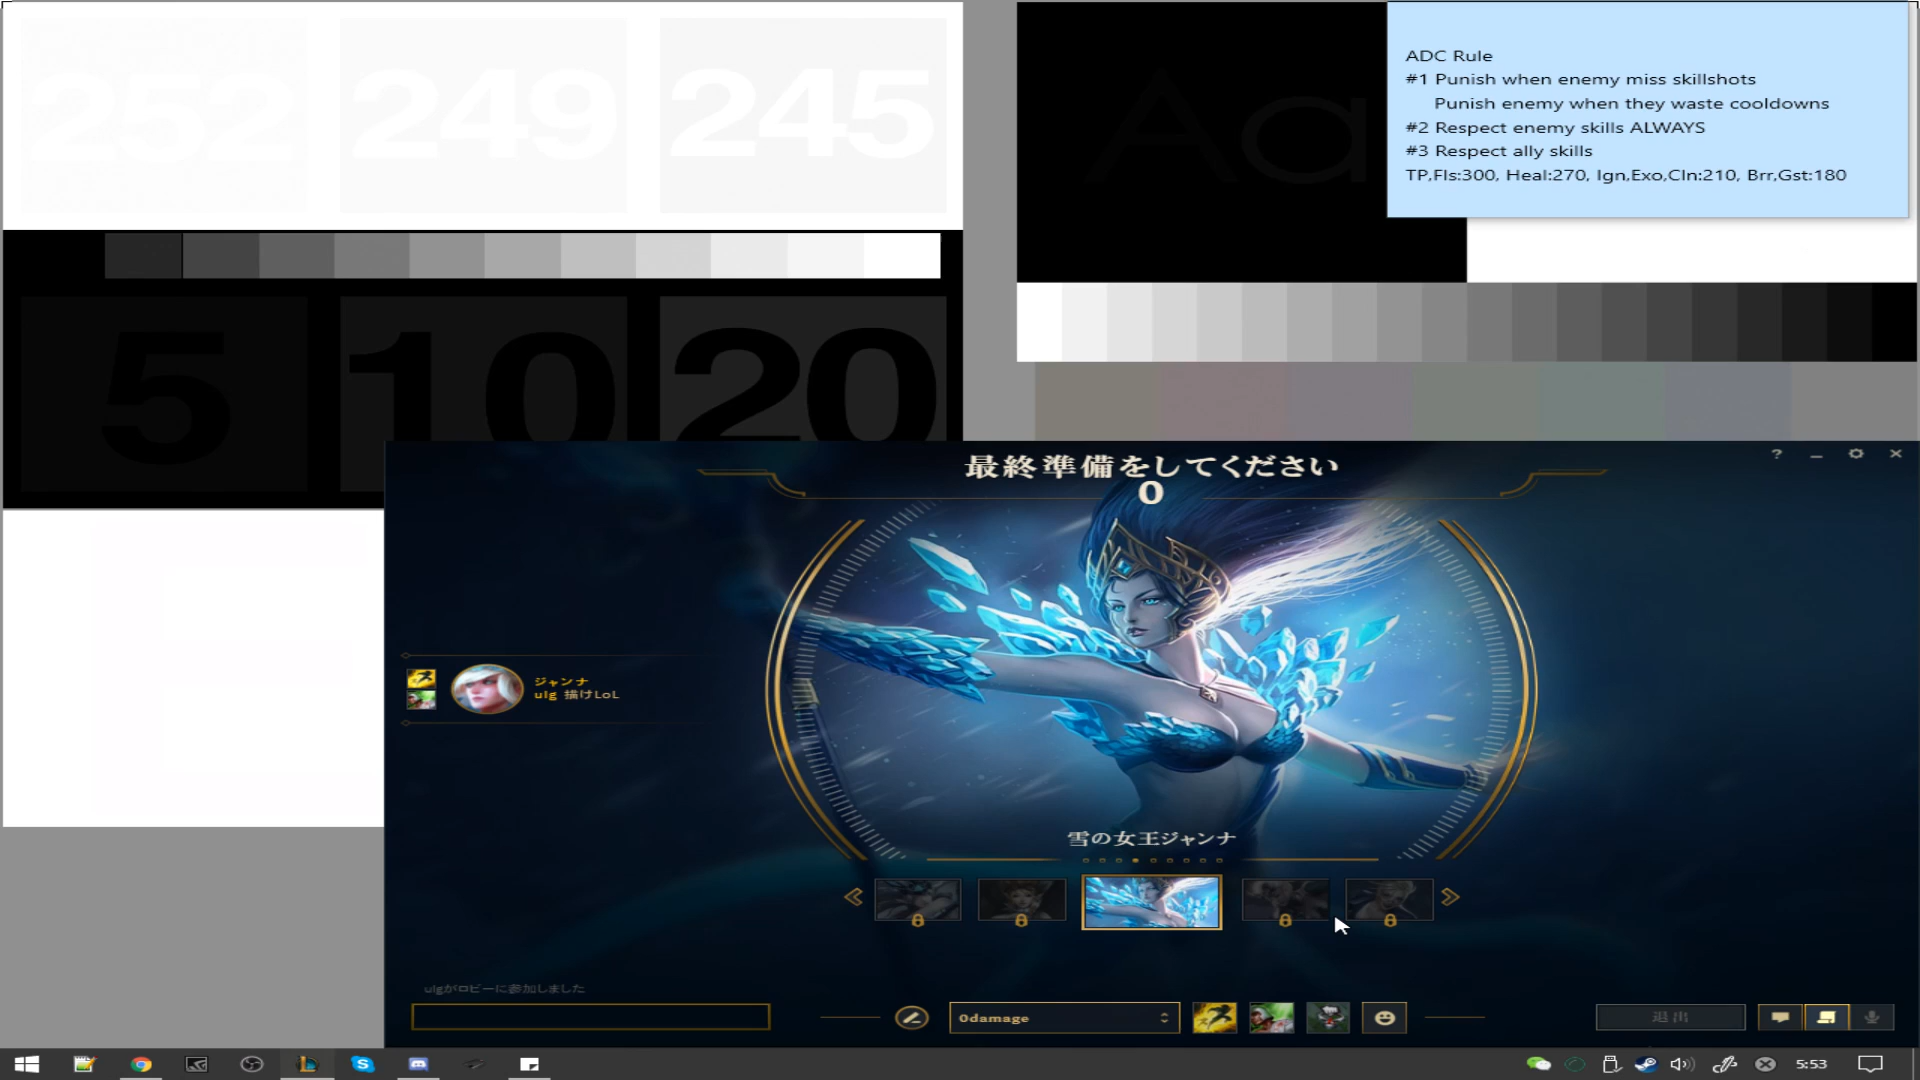 252 249 245
Aa
ADC Rule
#1 Punish when enemy miss skillshots
Punish enemy when they waste cooldowns
#2 Respect enemy skills ALWAYS
#3 Respect ally skills
TP,Fls:300, Heal:270, Ign,Exo,Cln:210, Brr,Gst:180
5 10 20
最終準備をしてください
0
ジャンナ
ulg 描けLoL
雪の女王ジャンナ
ulgがロビーに参加しました
0damage
退出
5:53